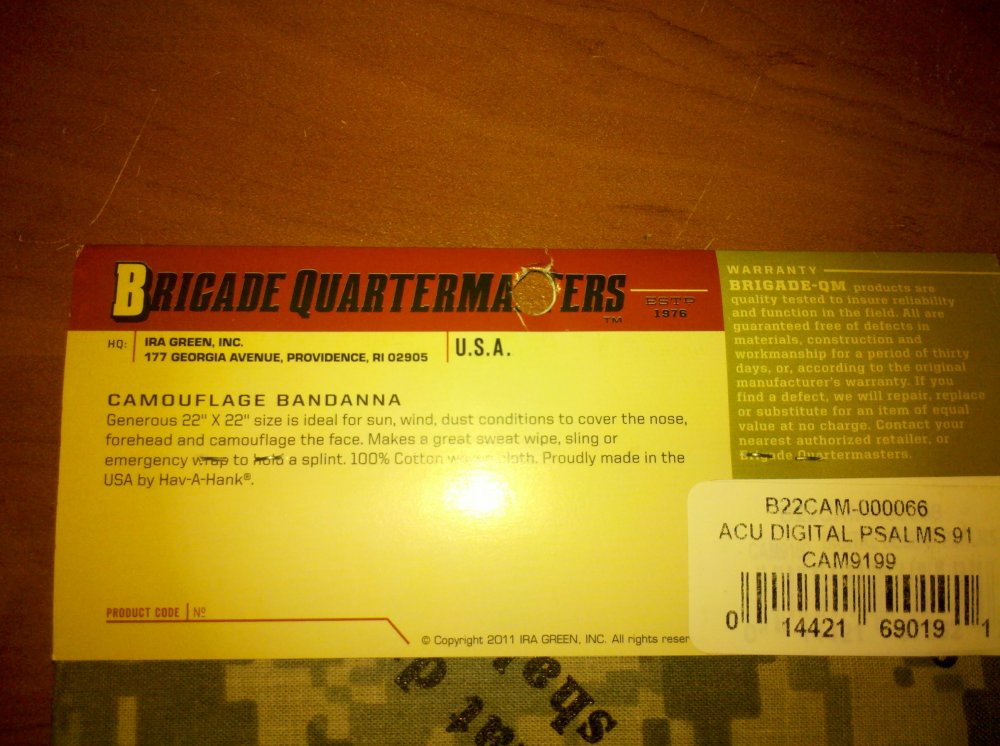 BRIGADE QUARTERMASTERS
ESTD
1976
TM
HQ:
IRA GREEN, INC.
177 GEORGIA AVENUE, PROVIDENCE, RI 02905
U.S.A.
CAMOUFLAGE BANDANNA
Generous 22" X 22" size is ideal for sun, wind, dust conditions to cover the nose,
forehead and camouflage the face. Makes a great sweat wipe, sling or
emergency wrap to hold a splint. 100% Cotton woven cloth. Proudly made in the
USA by Hav-A-Hank®.
PRODUCT CODE | Nº
© Copyright 2011 IRA GREEN, INC. All rights reser
WARRANTY
BRIGADE-QM products are
quality tested to insure reliability
and function in the field. All are
guaranteed free of defects in
materials, construction and
workmanship for a period of thirty
days, or, according to the original
manufacturer's warranty. If you
find a defect, we will repair, replace
or substitute for an item of equal
value at no charge. Contact your
nearest authorized retailer, or
Brigade Quartermasters.
B22CAM-000066
ACU DIGITAL PSALMS 91
CAM9199
0 14421 69019 1